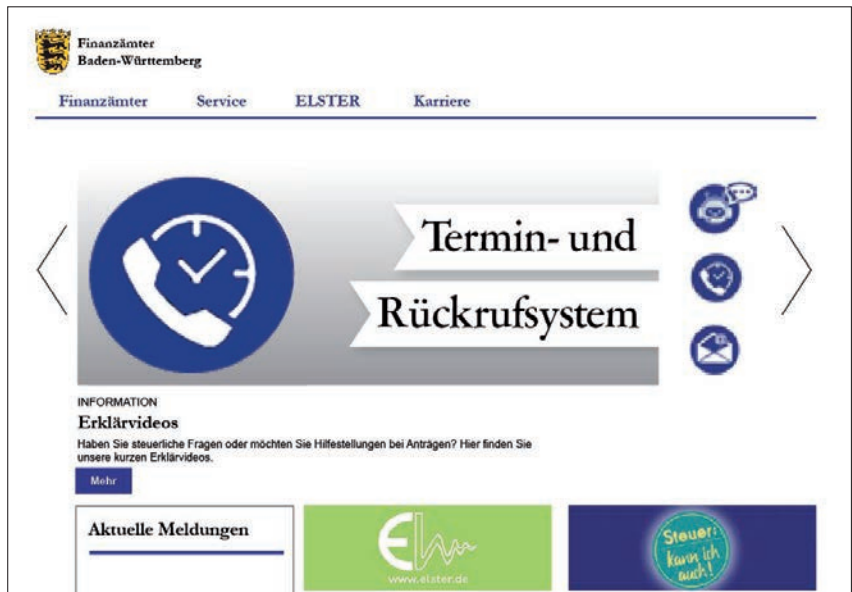 Finanzämter
Baden-Württemberg
Finanzämter Service ELSTER Karriere
Termin- und
Rückrufsystem
INFORMATION
Erklärvideos
Haben Sie steuerliche Fragen oder möchten Sie Hilfestellungen bei Anträgen? Hier finden Sie
unsere kurzen Erklärvideos.
Mehr
Aktuelle Meldungen
www.elster.de
Steuer:
kann ich
auch!